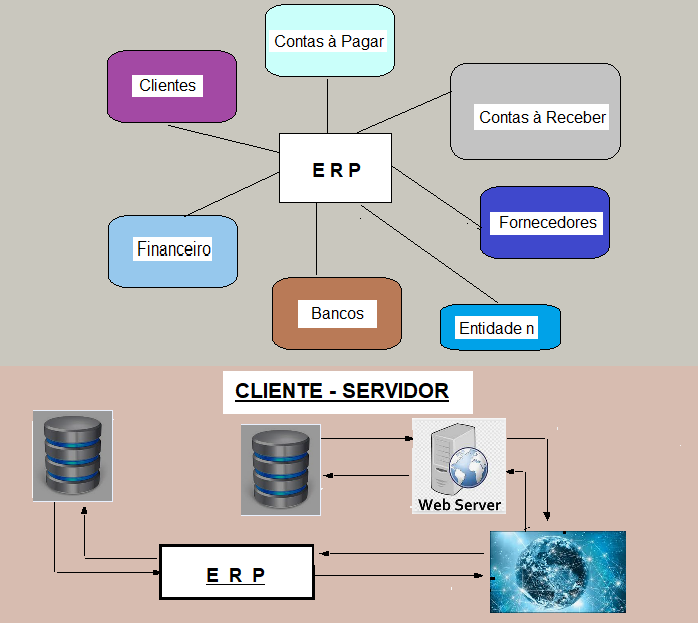 Contas à Pagar
Clientes
Contas à Receber
E R P
Fornecedores
Financeiro
Bancos
Entidade n
CLIENTE - SERVIDOR
Web Server
E R P